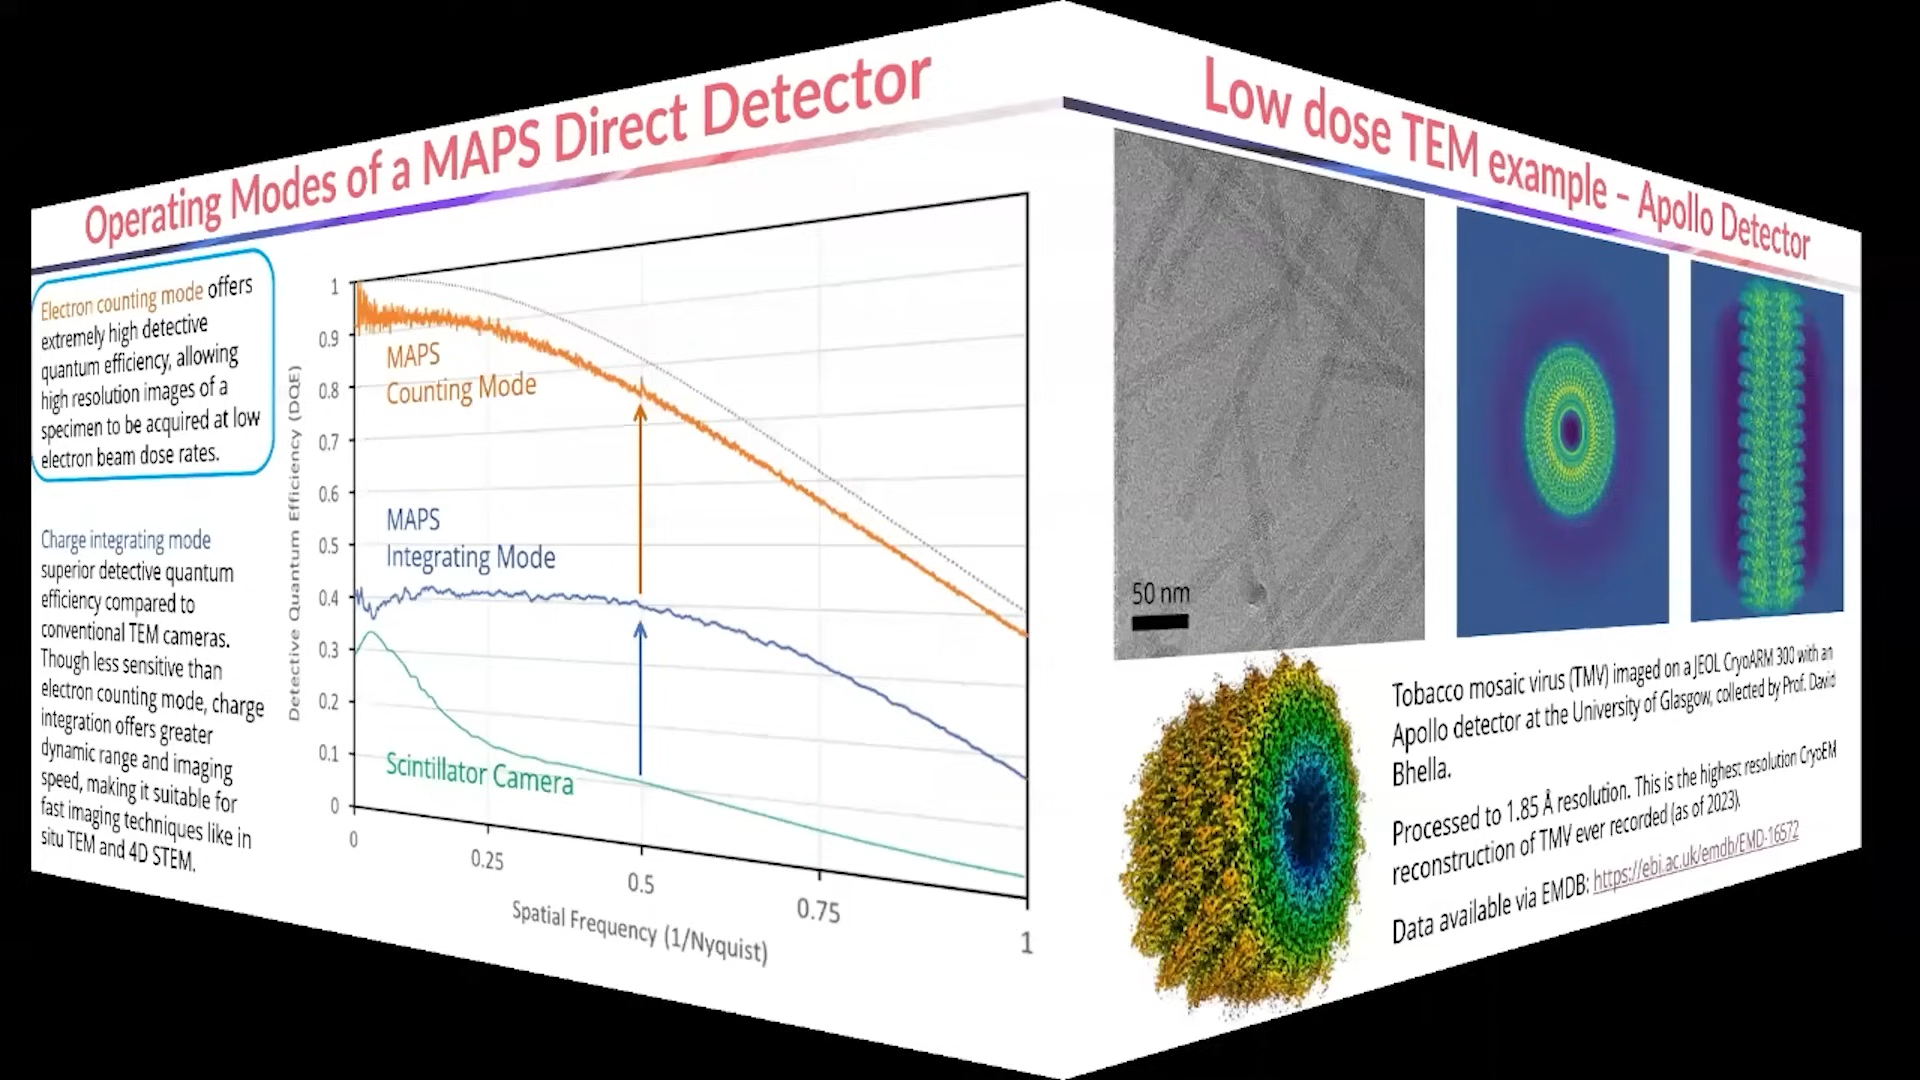 Operating Modes of a MAPS Direct Detector
Electron counting mode offers
extremely high detective
quantum efficiency, allowing
high resolution images of a
specimen to be acquired at low
electron beam dose rates.
Charge integrating mode
superior detective quantum
efficiency compared to
conventional TEM cameras.
Though less sensitive than
electron counting mode, charge
integration offers greater
dynamic range and imaging
speed, making it suitable for
fast imaging techniques like in
situ TEM and 4D STEM.
Detective Quantum Efficiency (DQE)
1
0.9
0.8
0.7
0.6
0.5
0.4
0.3
0.2
0.1
0
MAPS
Counting Mode
MAPS
Integrating Mode
Scintillator Camera
0
0.25
0.5
0.75
1
Spatial Frequency (1/Nyquist)
Low dose TEM example – Apollo Detector
50 nm
Tobacco mosaic virus (TMV) imaged on a JEOL CryoARM 300 with an
Apollo detector at the University of Glasgow, collected by Prof. David
Bhella.
Processed to 1.85 Å resolution. This is the highest resolution CryoEM
reconstruction of TMV ever recorded (as of 2023).
Data available via EMDB: https://ebi.ac.uk/emdb/EMD-16572